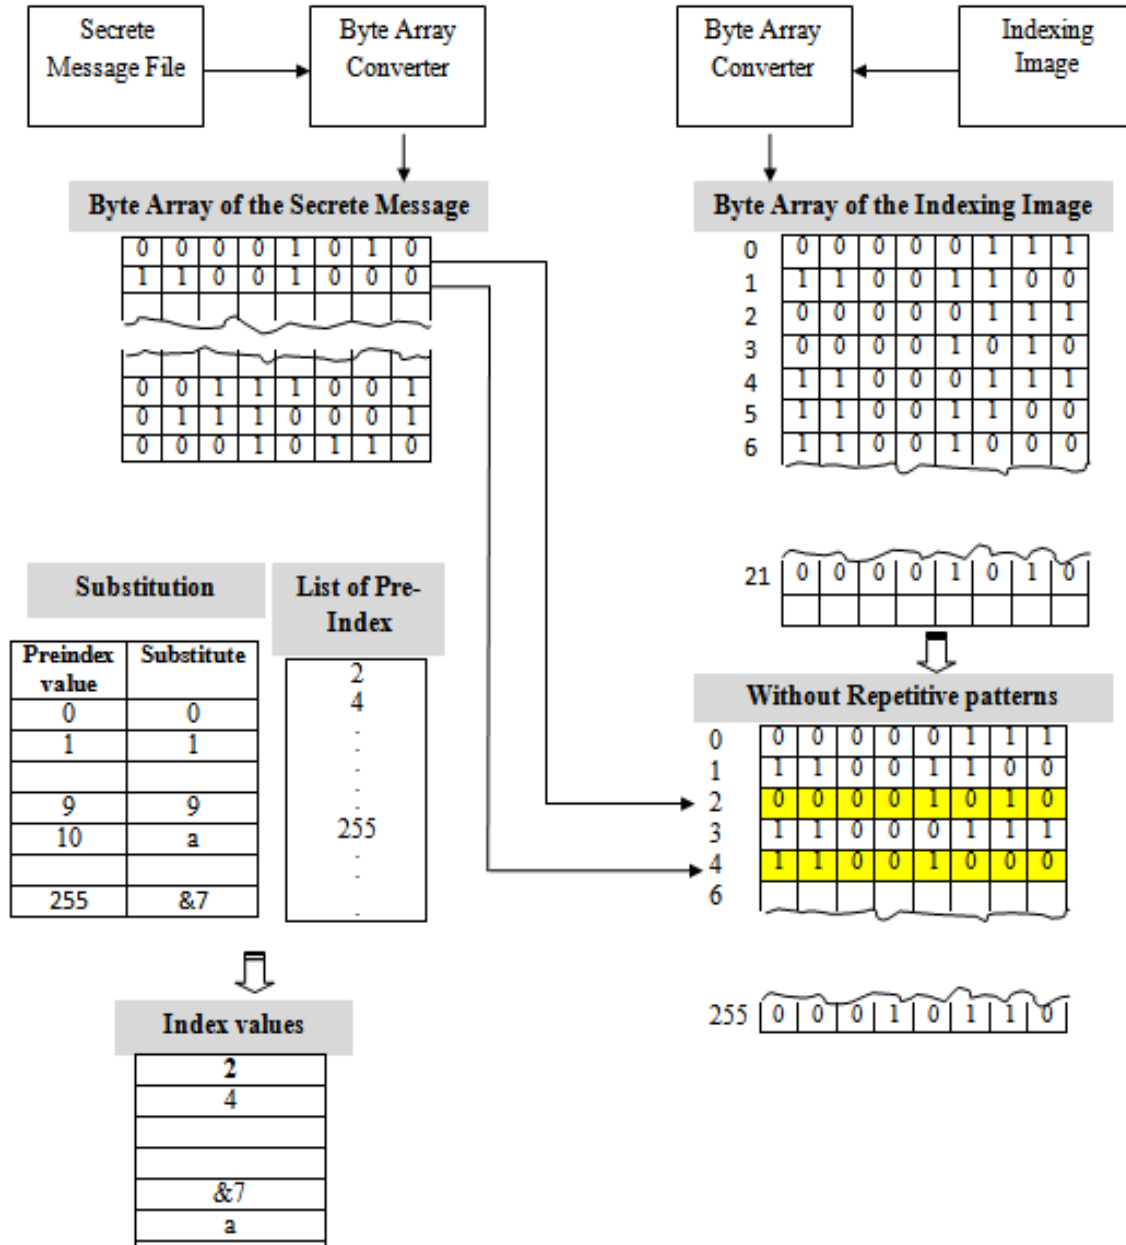 Secrete
Message File
Byte Array
Converter
Byte Array
Converter
Indexing
Image
Byte Array of the Secrete Message
0 0 0 0 1 0 1 0
1 1 0 0 1 0 0 0
0 0 1 1 1 0 0 1
0 1 1 1 0 0 0 1
0 0 0 1 0 1 1 0
Byte Array of the Indexing Image
0 0 0 0 0 0 1 1 1
1 1 1 0 0 1 1 0 0
2 0 0 0 0 0 1 1 1
3 0 0 0 0 1 0 1 0
4 1 1 0 0 0 1 1 1
5 1 1 0 0 1 1 0 0
6 1 1 0 0 1 0 0 0
21 0 0 0 0 1 0 1 0
Substitution
Preindex value Substitute
0 0
1 1
9 9
10 a
255 &7
List of Pre-
Index
2
4
.
.
.
.
.
255
.
.
.
Without Repetitive patterns
0 0 0 0 0 0 1 1 1
1 1 1 0 0 1 1 0 0
2 0 0 0 0 1 0 1 0
3 1 1 0 0 0 1 1 1
4 1 1 0 0 1 0 0 0
6
255 0 0 0 1 0 1 1 0
Index values
2
4
&7
a